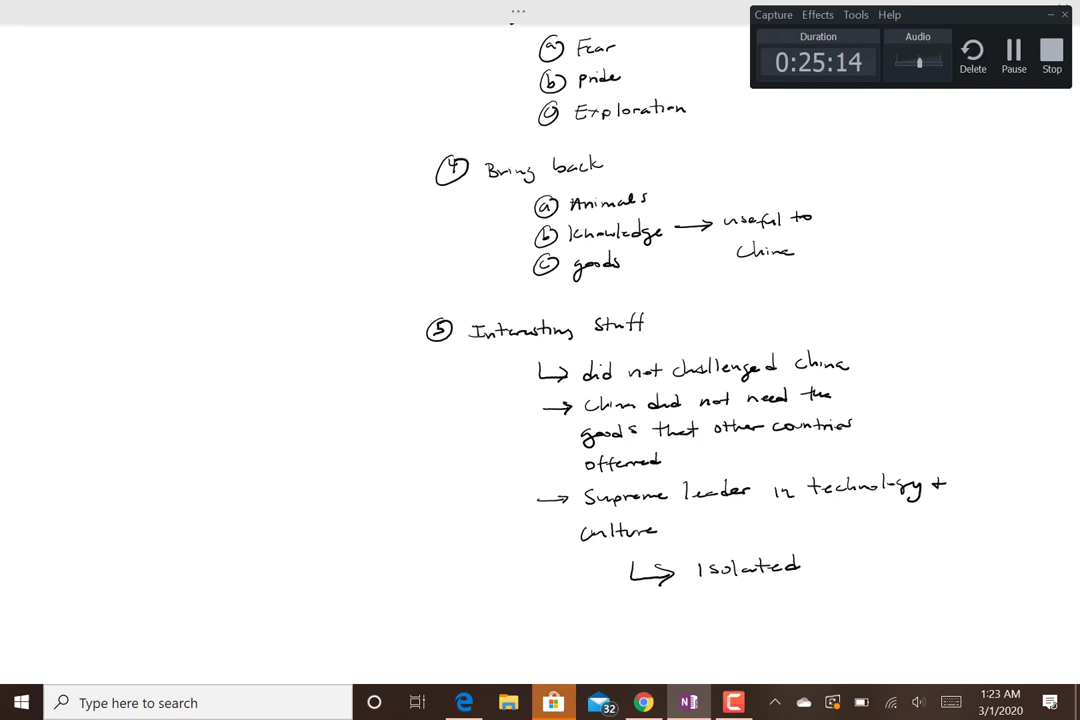 Capture Effects Tools Help
Duration
Audio
0:25:14
Delete Pause Stop
(a) Fear
(b) pride
(c) Exploration
(4) Bring back
(a) Animals
(b) knowledge → useful to
China
(c) goods
(5) Interesting Stuff
↳ did not challenged China
→ China did not need the
goods that other countries
offerred
→ Supreme leader in technology +
culture
↳ Isolated
Type here to search
32
1:23 AM
3/1/2020